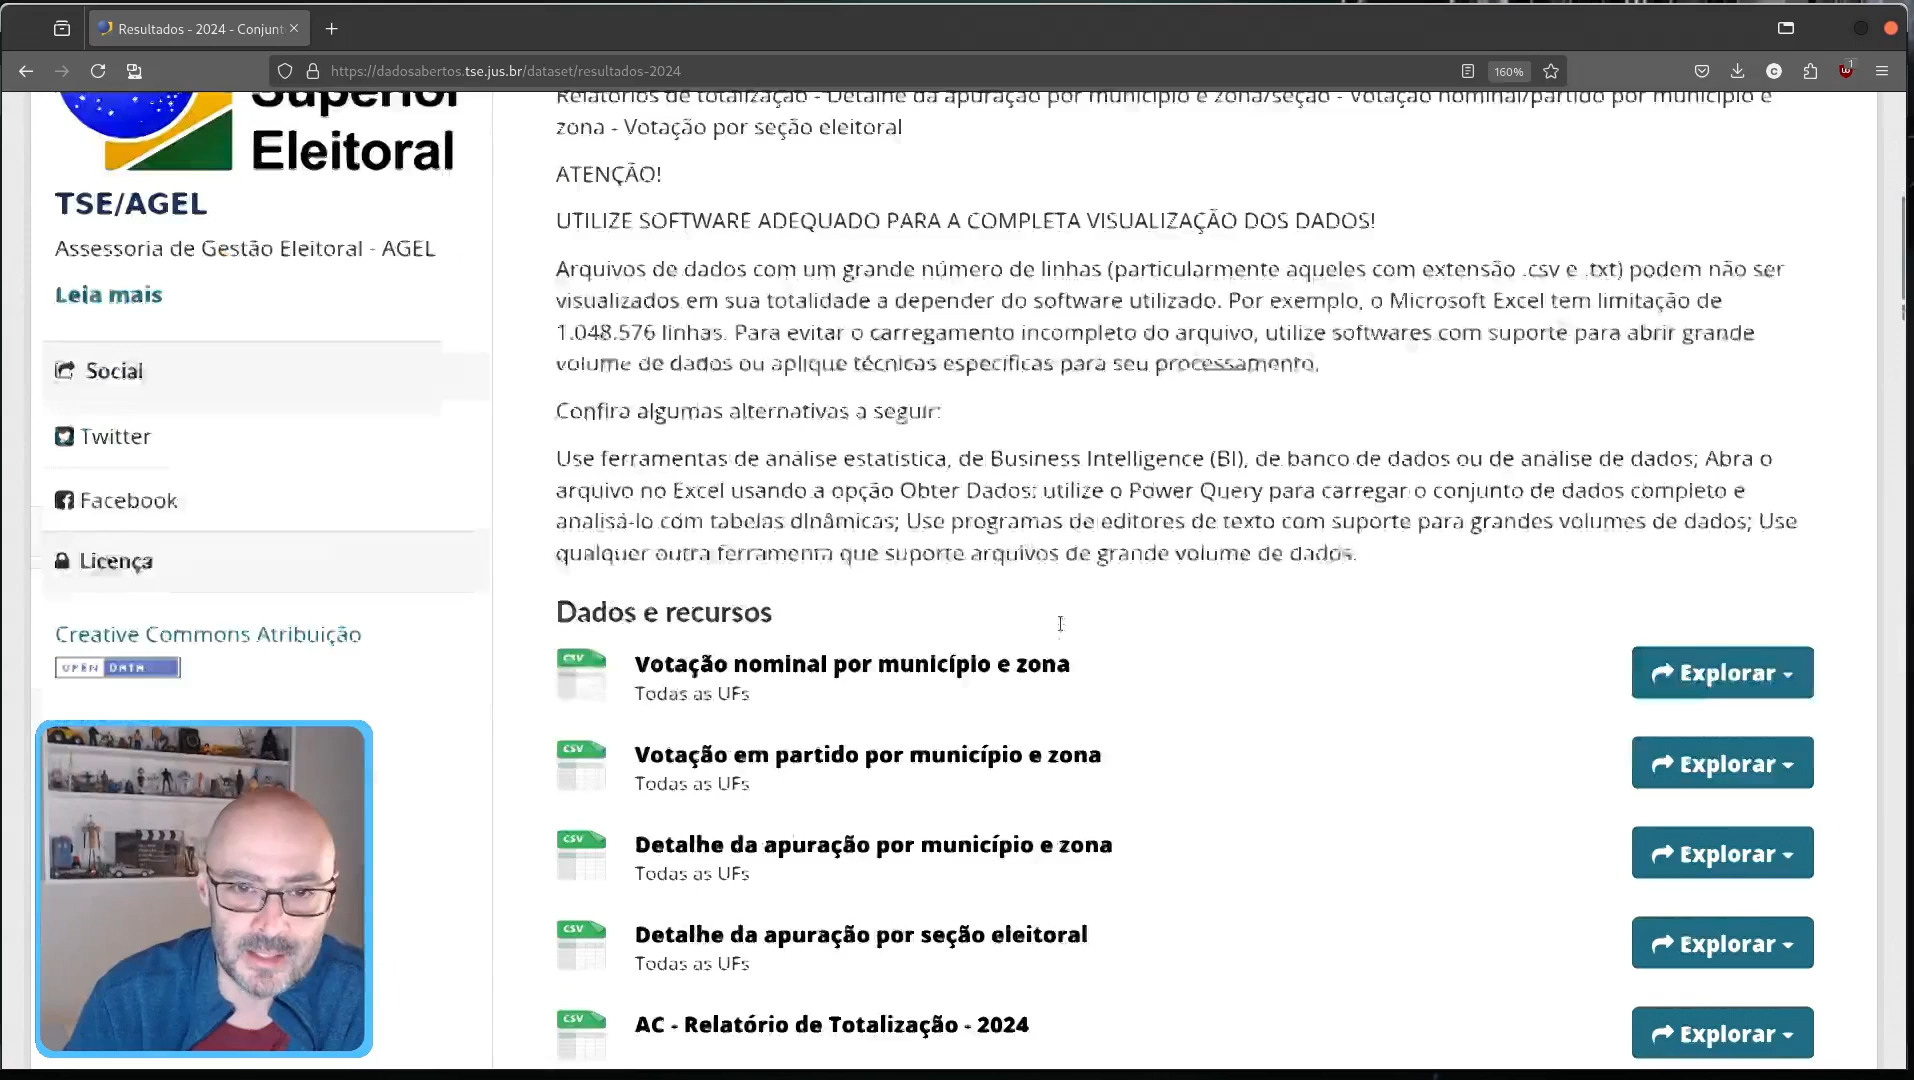 Resultados - 2024 - Conjunt
https://dadosabertos.tse.jus.br/dataset/resultados-2024
160%
1
Superior
Eleitoral
TSE/AGEL
Assessoria de Gestão Eleitoral - AGEL
Leia mais
Social
Twitter
Facebook
Licença
Creative Commons Atribuição
OPEN DATA
Relatórios de totalização - Detalhe da apuração por município e zona/seção - Votação nominal/partido por município e
zona - Votação por seção eleitoral
ATENÇÃO!
UTILIZE SOFTWARE ADEQUADO PARA A COMPLETA VISUALIZAÇÃO DOS DADOS!
Arquivos de dados com um grande número de linhas (particularmente aqueles com extensão .csv e .txt) podem não ser
visualizados em sua totalidade a depender do software utilizado. Por exemplo, o Microsoft Excel tem limitação de
1.048.576 linhas. Para evitar o carregamento incompleto do arquivo, utilize softwares com suporte para abrir grande
volume de dados ou aplique técnicas específicas para seu processamento.
Confira algumas alternativas a seguir:
Use ferramentas de análise estatística, de Business Intelligence (BI), de banco de dados ou de análise de dados; Abra o
arquivo no Excel usando a opção Obter Dados: utilize o Power Query para carregar o conjunto de dados completo e
analisá-lo com tabelas dinâmicas; Use programas de editores de texto com suporte para grandes volumes de dados; Use
qualquer outra ferramenta que suporte arquivos de grande volume de dados.
Dados e recursos
CSV
Votação nominal por município e zona
Todas as UFs
Explorar
CSV
Votação em partido por município e zona
Todas as UFs
Explorar
CSV
Detalhe da apuração por município e zona
Todas as UFs
Explorar
CSV
Detalhe da apuração por seção eleitoral
Todas as UFs
Explorar
CSV
AC - Relatório de Totalização - 2024
Explorar